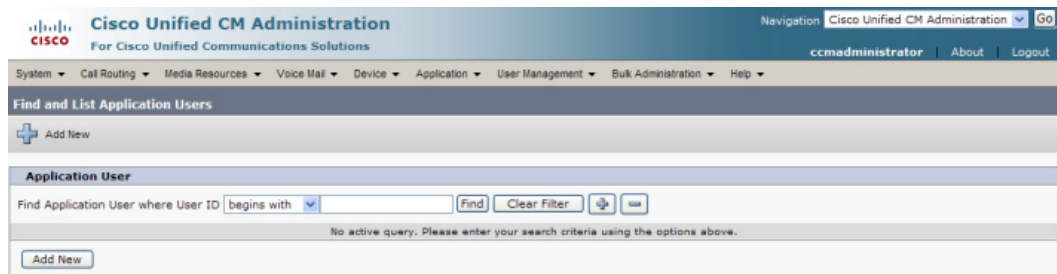 Cisco Unified CM Administration
Navigation Cisco Unified CM Administration Go
CISCO
For Cisco Unified Communications Solutions
ccmadministrator About Logout
System Call Routing Media Resources Voice Mail Device Application User Management Bulk Administration Help
Find and List Application Users
Add New
Application User
Find Application User where User ID begins with Find Clear Filter
No active query. Please enter your search criteria using the options above.
Add New